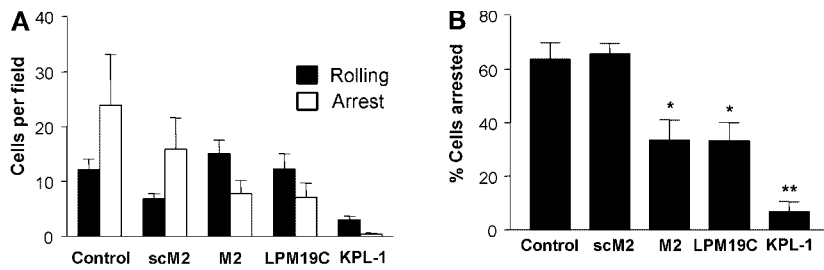 A
Cells per field
40
30
20
10
0
Rolling
Arrest
Control scM2 M2 LPM19C KPL-1
B
% Cells arrested
80
60
40
20
0
* * **
Control scM2 M2 LPM19C KPL-1